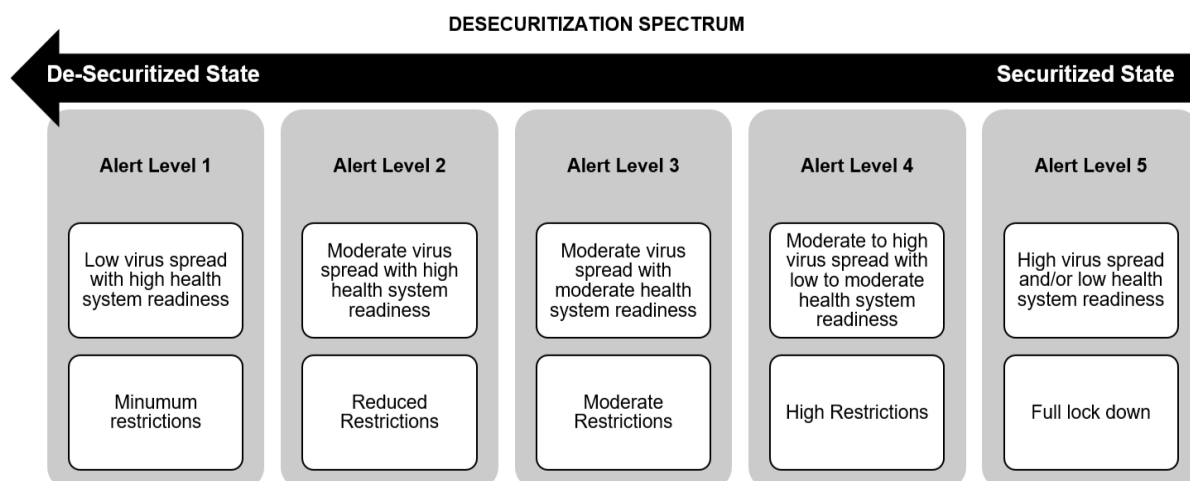 DESECURITIZATION SPECTRUM
De-Securitized State
Securitized State
Alert Level 1
Alert Level 2
Alert Level 3
Alert Level 4
Alert Level 5
Low virus spread
with high health
system readiness
Moderate virus
spread with high
health system
readiness
Moderate virus
spread with
moderate health
system readiness
Moderate to high
virus spread with
low to moderate
health system
readiness
High virus spread
and/or low health
system readiness
Minumum
restrictions
Reduced
Restrictions
Moderate
Restrictions
High Restrictions
Full lock down